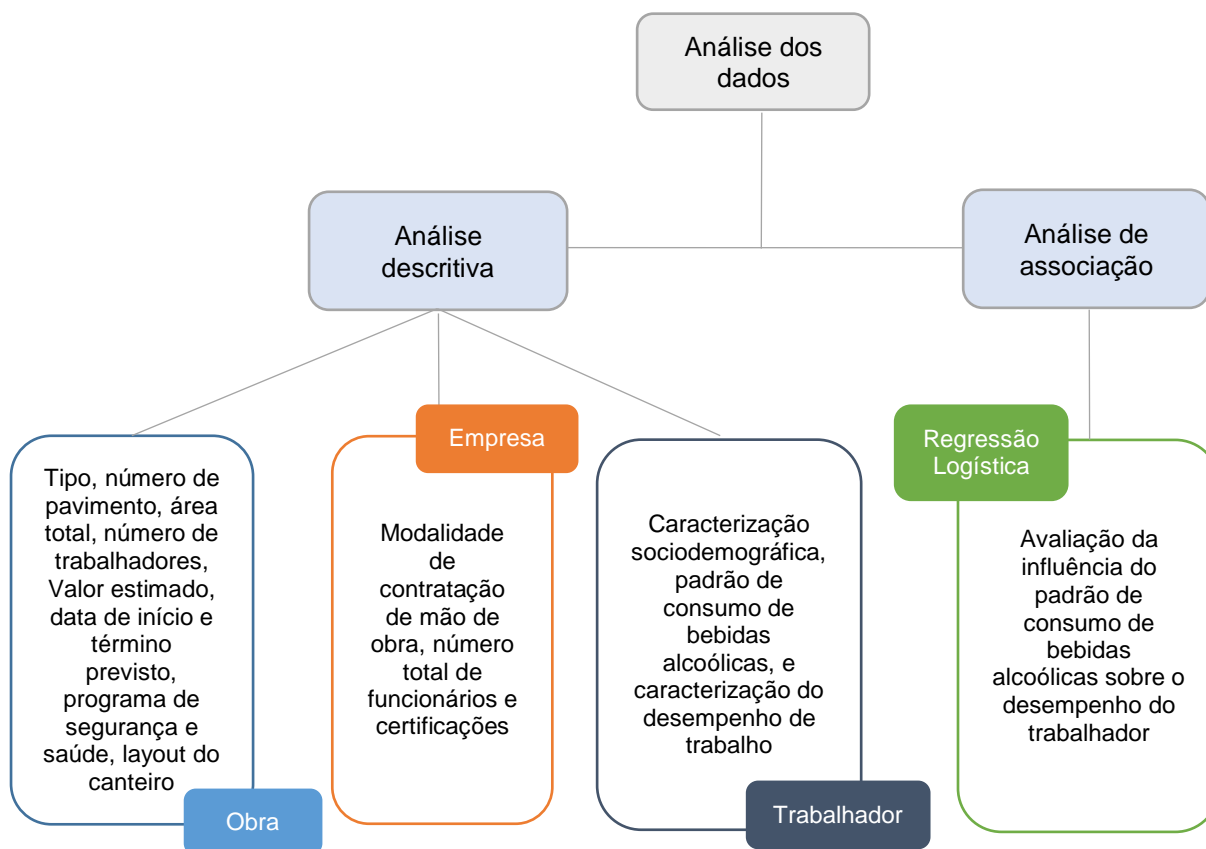 Análise dos
dados
Análise
descritiva
Análise de
associação
Tipo, número de
pavimento, área
total, número de
trabalhadores,
Valor estimado,
data de início e
término
previsto,
programa de
segurança e
saúde, layout do
canteiro
Obra
Empresa
Modalidade
de
contratação
de mão de
obra, número
total de
funcionários e
certificações
Caracterização
sociodemográfica,
padrão de
consumo de
bebidas
alcoólicas, e
caracterização do
desempenho de
trabalho
Trabalhador
Regressão
Logística
Avaliação da
influência do
padrão de
consumo de
bebidas
alcoólicas sobre o
desempenho do
trabalhador